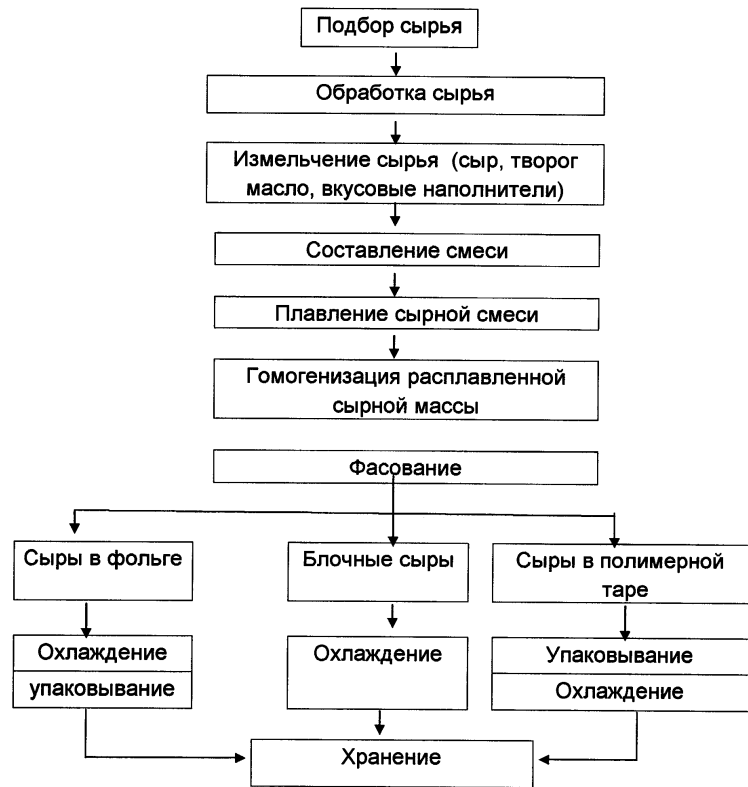 Подбор сырья
Обработка сырья
Измельчение сырья (сыр, творог
масло, вкусовые наполнители)
Составление смеси
Плавление сырной смеси
Гомогенизация расплавленной
сырной массы
Фасование
Сыры в фольге
Блочные сыры
Сыры в полимерной
таре
Охлаждение
упаковывание
Охлаждение
Упаковывание
Охлаждение
Хранение